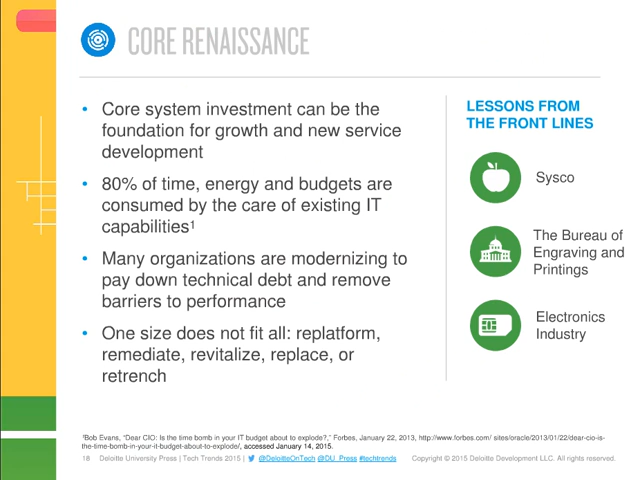 CORE RENAISSANCE
• Core system investment can be the
foundation for growth and new service
development
• 80% of time, energy and budgets are
consumed by the care of existing IT
capabilities¹
• Many organizations are modernizing to
pay down technical debt and remove
barriers to performance
• One size does not fit all: replatform,
remediate, revitalize, replace, or
retrench
LESSONS FROM
THE FRONT LINES
Sysco
The Bureau of
Engraving and
Printings
Electronics
Industry
¹Bob Evans, “Dear CIO: Is the time bomb in your IT budget about to explode?,” Forbes, January 22, 2013, http://www.forbes.com/ sites/oracle/2013/01/22/dear-cio-is-
the-time-bomb-in-your-it-budget-about-to-explode/, accessed January 14, 2015.
18 Deloitte University Press | Tech Trends 2015 | @DeloitteOnTech @DU_Press #techtrends Copyright © 2015 Deloitte Development LLC. All rights reserved.